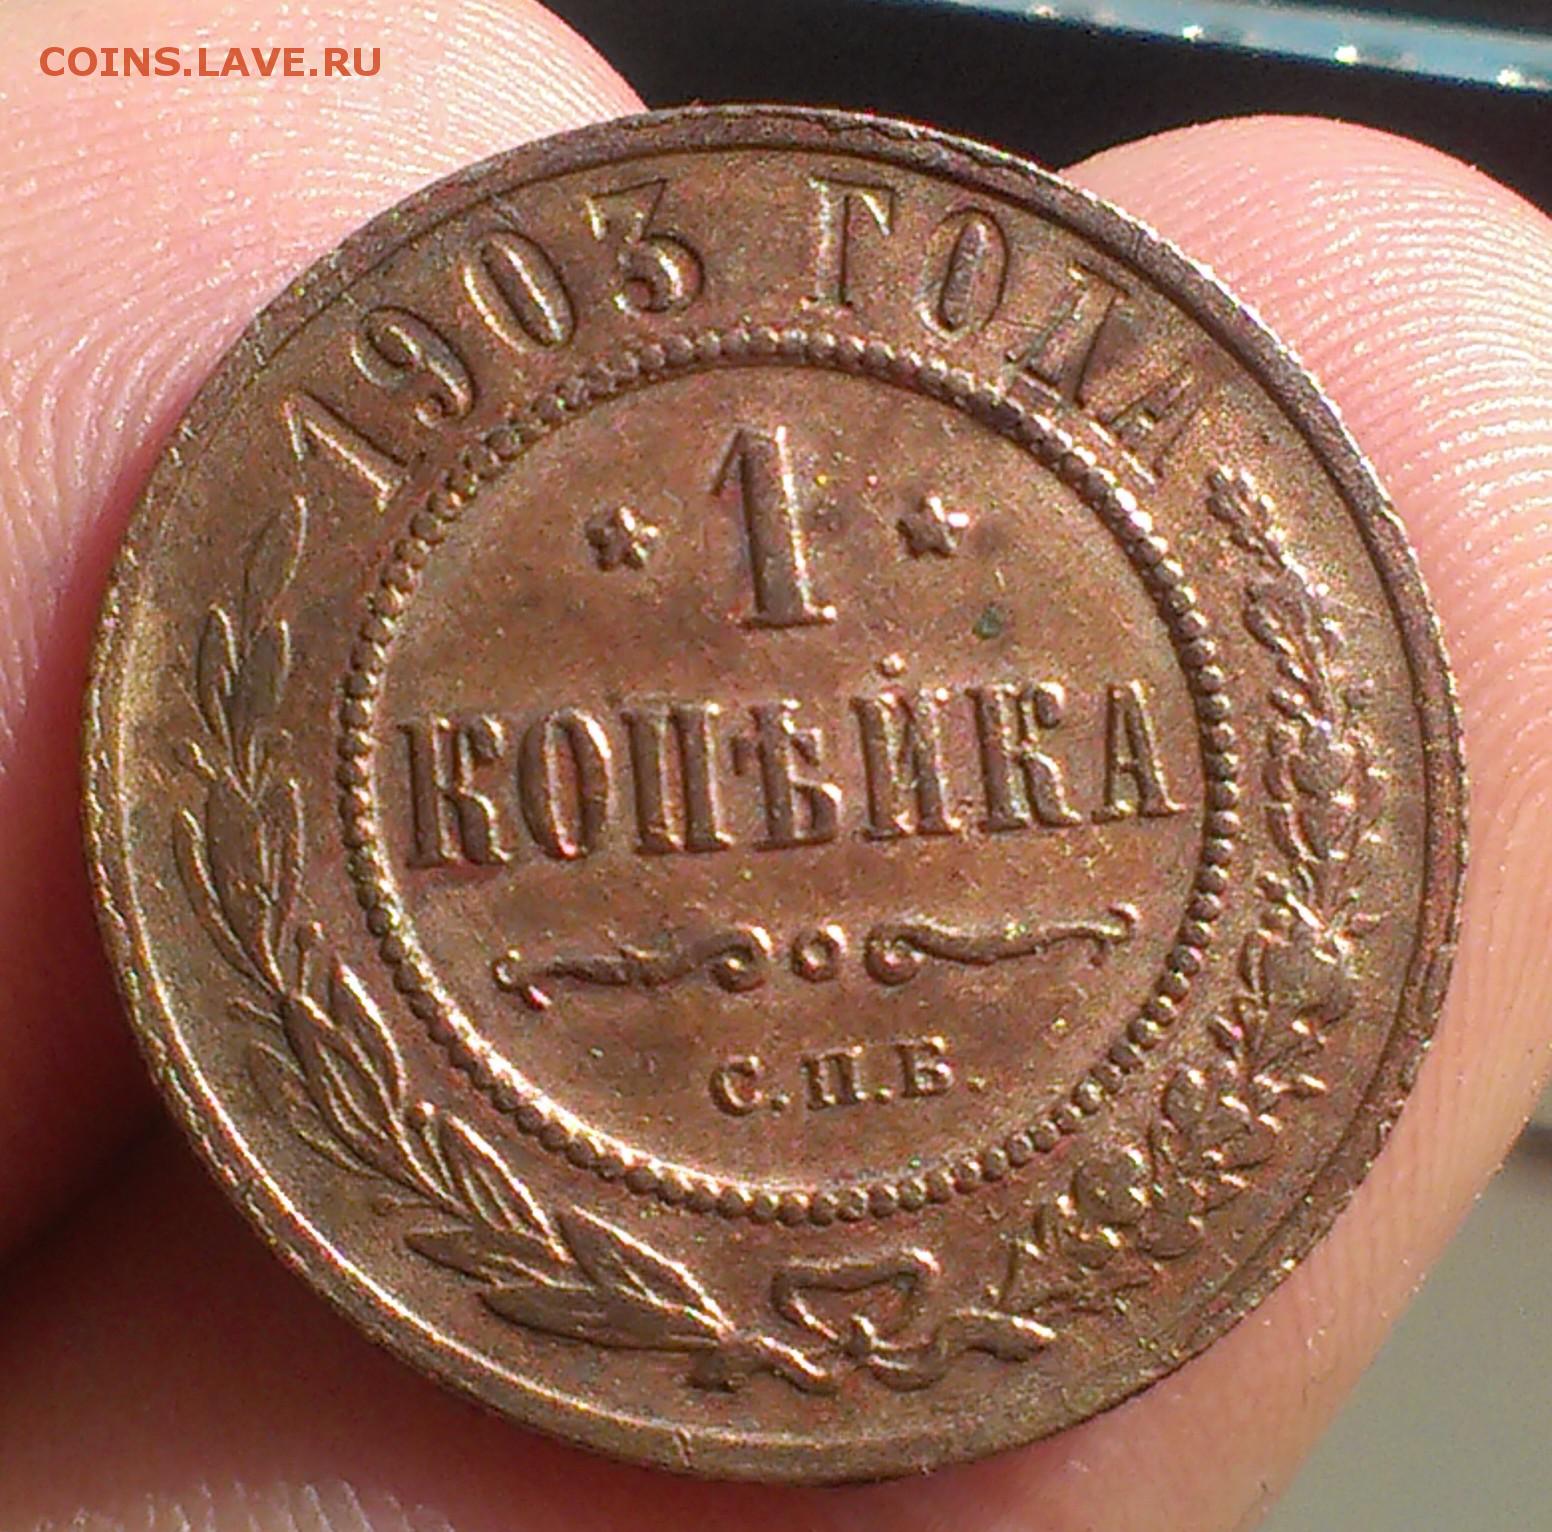 COINS.LAVE.RU
1903 ГОДА
1
КОПѢЙКА
С.П.Б.